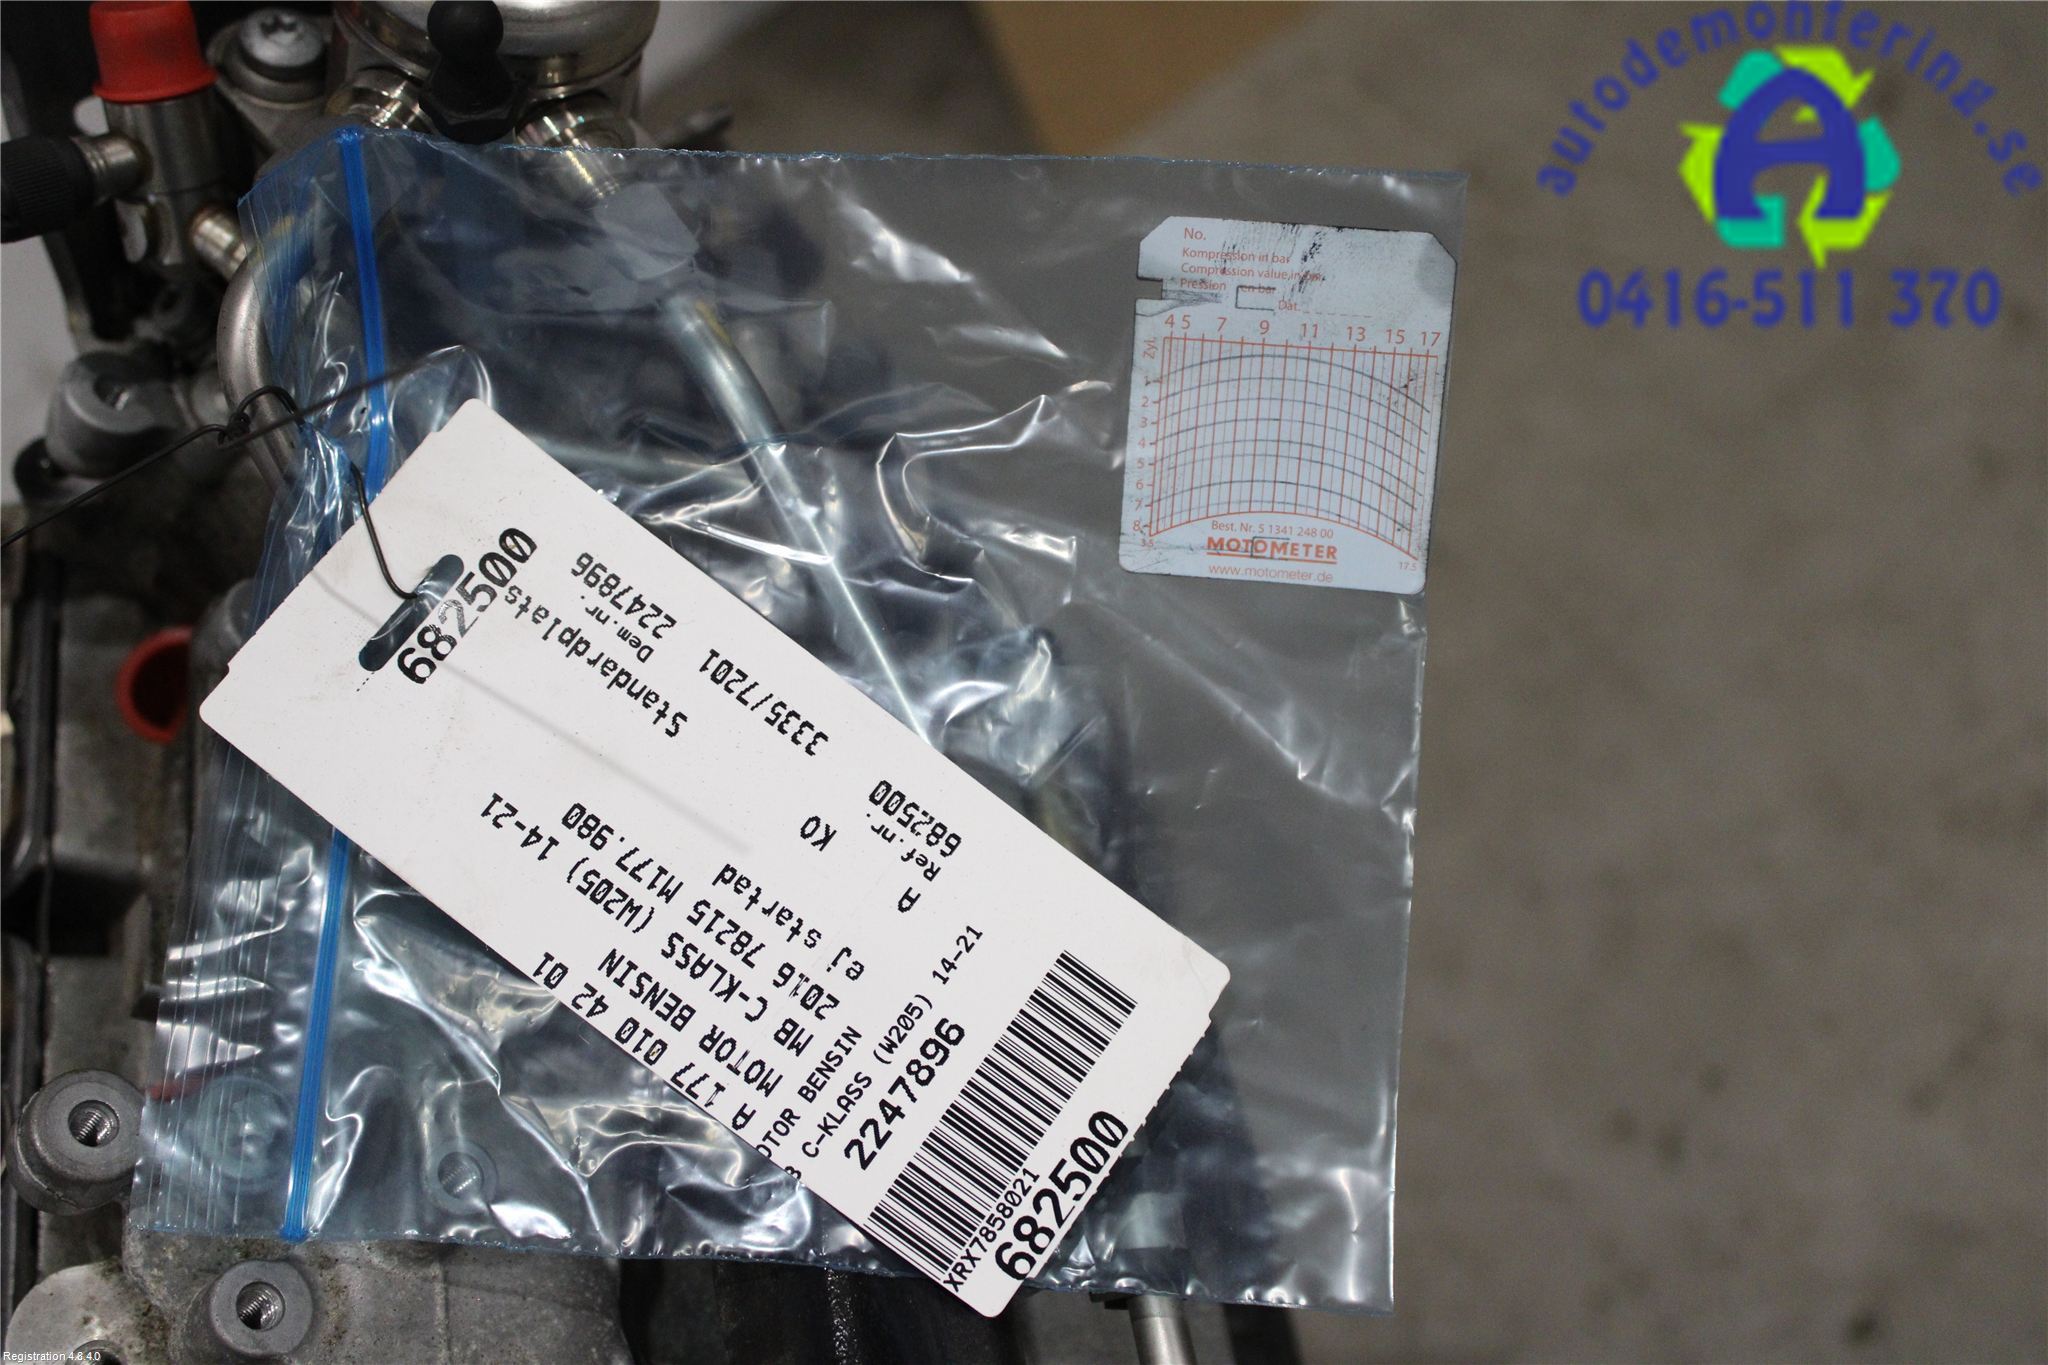 autodemontering.se
A
0416-511 370
No.
Kompression in bar
Compression value in
Pression en bar
Dat.
4 5 7 9 11 13 15 17
Zyl.
1
2
3
4
5
6
7
8
3.5
17.5
Best. Nr. 5 1341 248 00
MOTOMETER
www.motometer.de
682500
Standardplats
Dem.nr.
2247896
3335/7201
KO
Ref.nr.
682500
A
A 177 010 42 01
MOTOR BENSIN
MB C-KLASS (W205) 14-21
2016 78215 M177.980
ej startad
OTOR BENSIN
C-KLASS (W205) 14-21
2247896
XRX7858021
682500
Registration 4.8.4.0